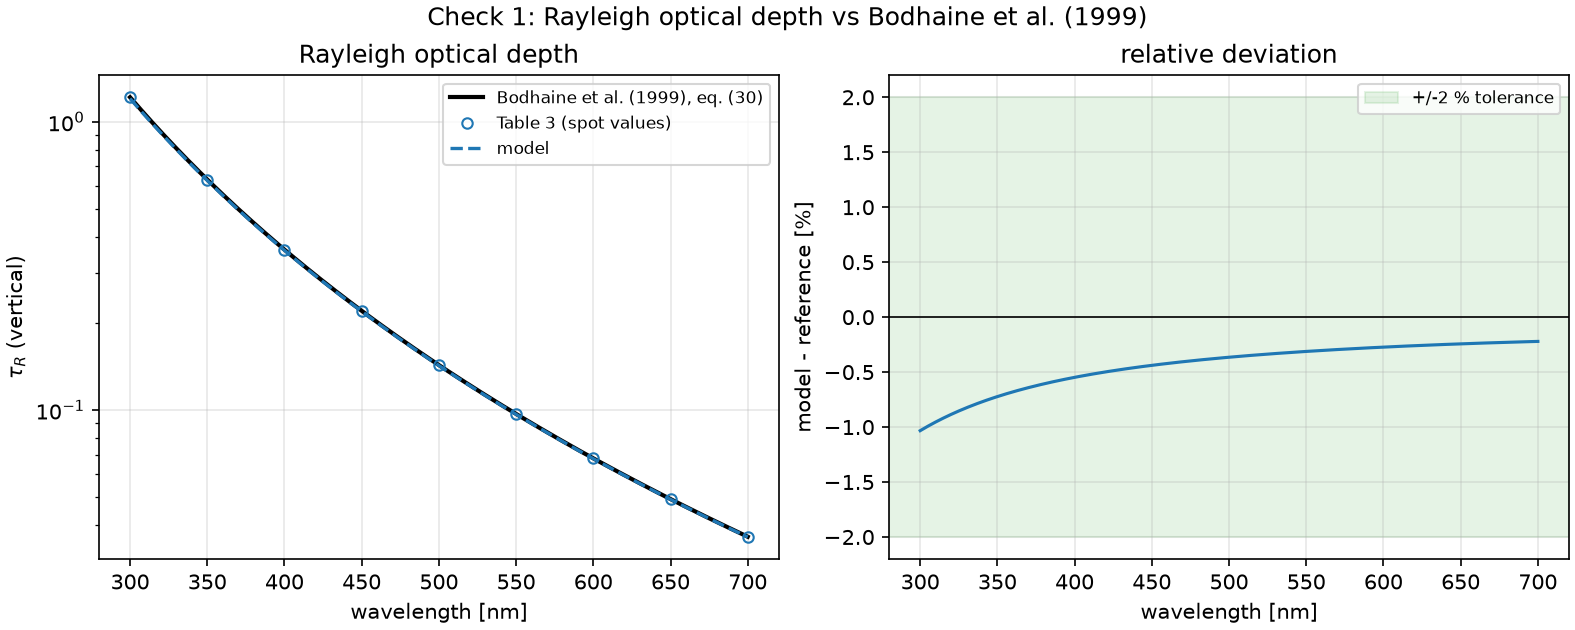 Check 1: Rayleigh optical depth vs Bodhaine et al. (1999)
Rayleigh optical depth
τ_R (vertical)
10⁰
10⁻¹
Bodhaine et al. (1999), eq. (30)
Table 3 (spot values)
model
300 350 400 450 500 550 600 650 700
wavelength [nm]
relative deviation
model - reference [%]
2.0
1.5
1.0
0.5
0.0
−0.5
−1.0
−1.5
−2.0
+/-2 % tolerance
300 350 400 450 500 550 600 650 700
wavelength [nm]